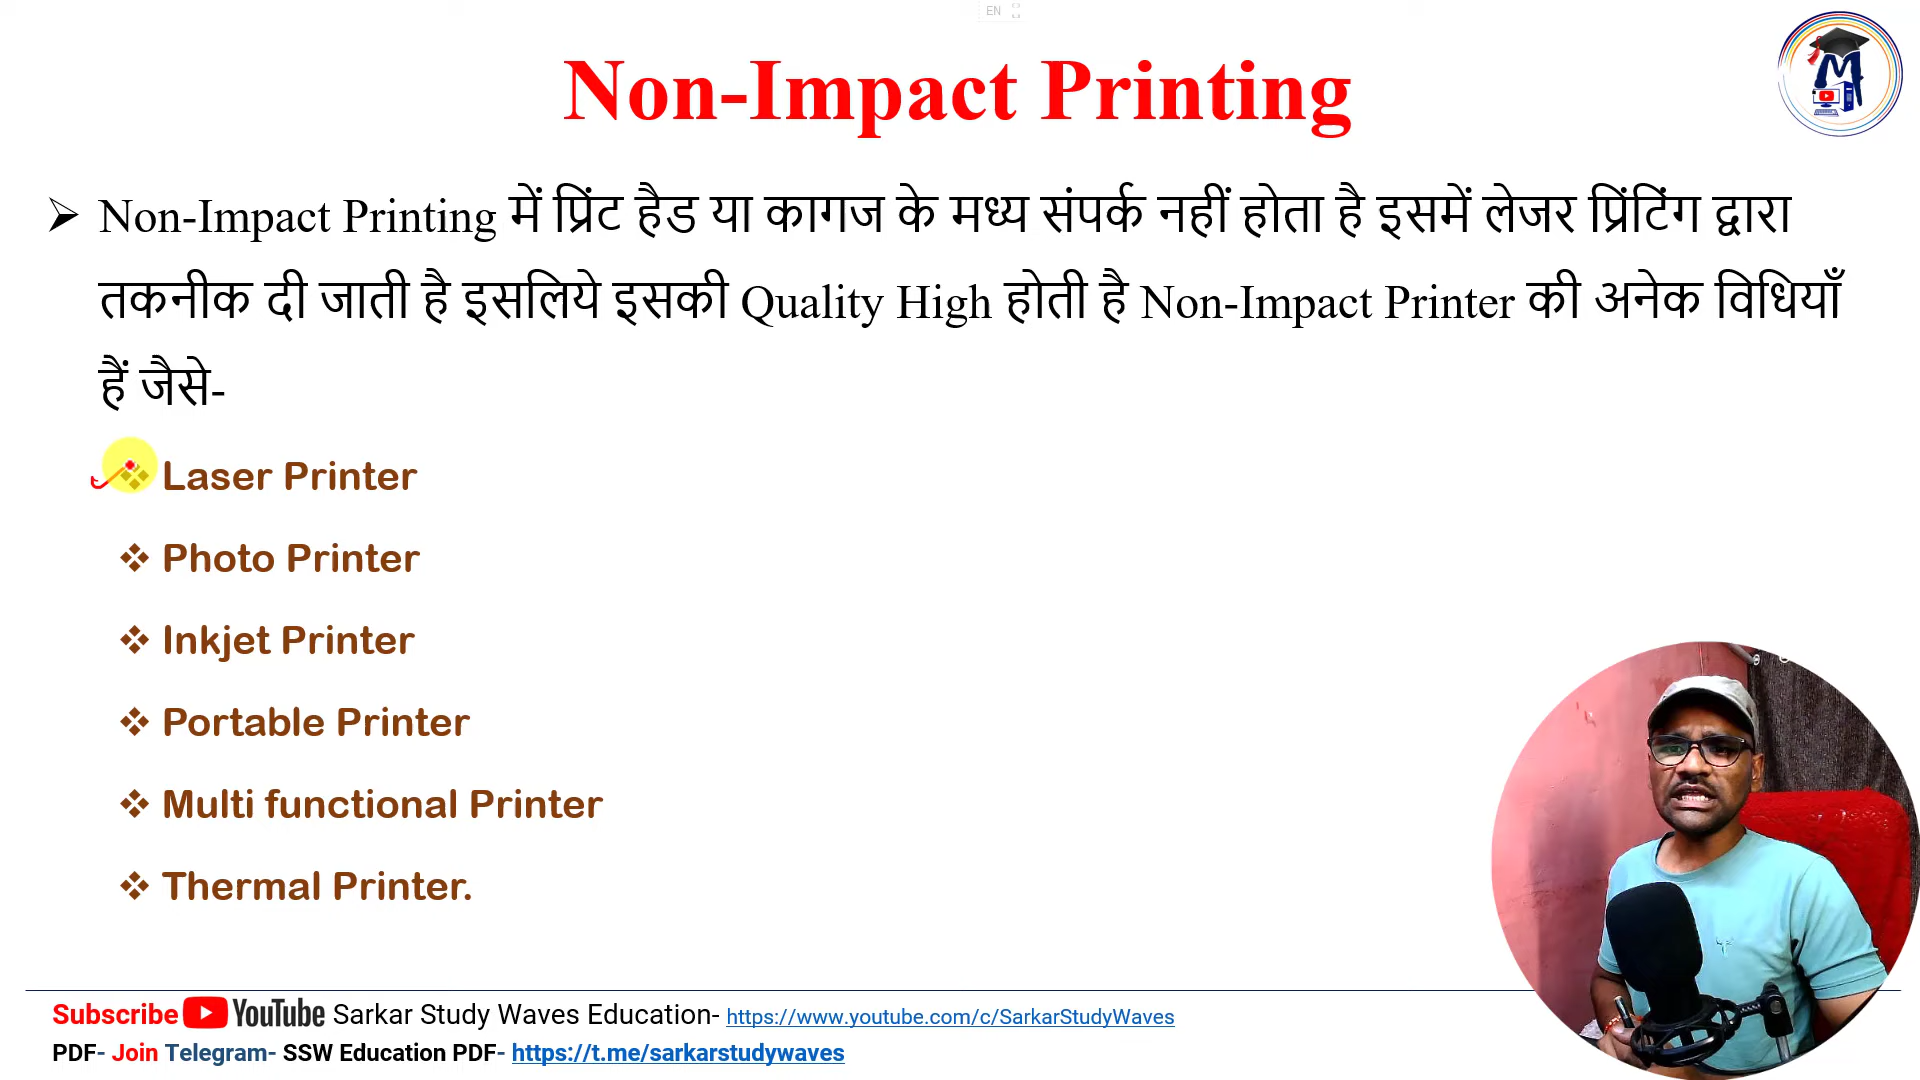 EN
Non-Impact Printing
➢ Non-Impact Printing में प्रिंट हैड या कागज के मध्य संपर्क नहीं होता है इसमें लेजर प्रिंटिंग द्वारा
तकनीक दी जाती है इसलिये इसकी Quality High होती है Non-Impact Printer की अनेक विधियाँ
हैं जैसे-
❖ Laser Printer
❖ Photo Printer
❖ Inkjet Printer
❖ Portable Printer
❖ Multi functional Printer
❖ Thermal Printer.
Subscribe YouTube Sarkar Study Waves Education- https://www.youtube.com/c/SarkarStudyWaves
PDF- Join Telegram- SSW Education PDF- https://t.me/sarkarstudywaves